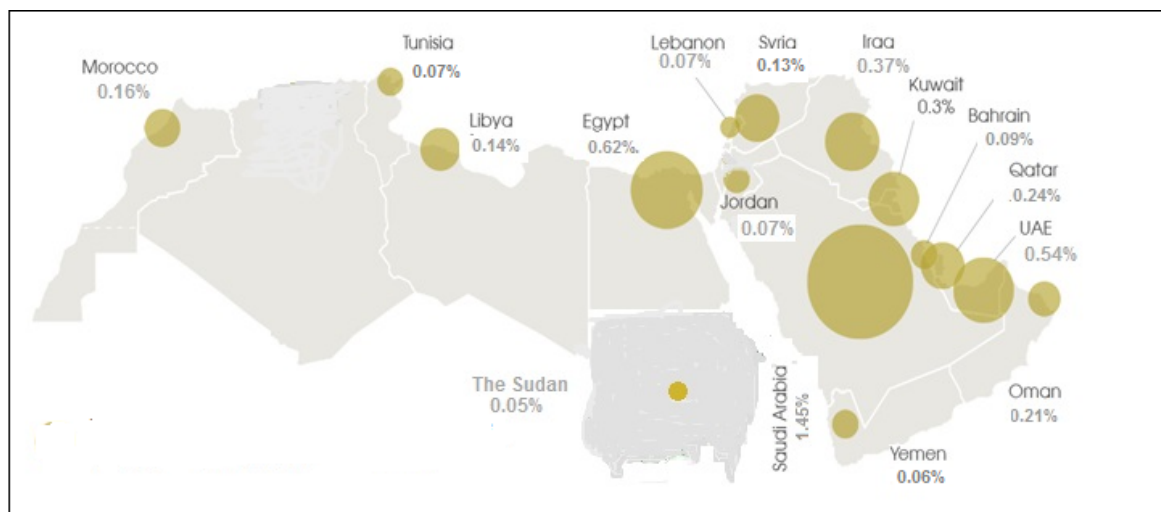 Tunisia
0.07%
Morocco
0.16%
Libya
0.14%
Egypt
0.62%
Lebanon
0.07%
Syria
0.13%
Iraq
0.37%
Kuwait
0.3%
Bahrain
0.09%
Qatar
0.24%
UAE
0.54%
Jordan
0.07%
The Sudan
0.05%
Saudi Arabia
1.45%
Oman
0.21%
Yemen
0.06%